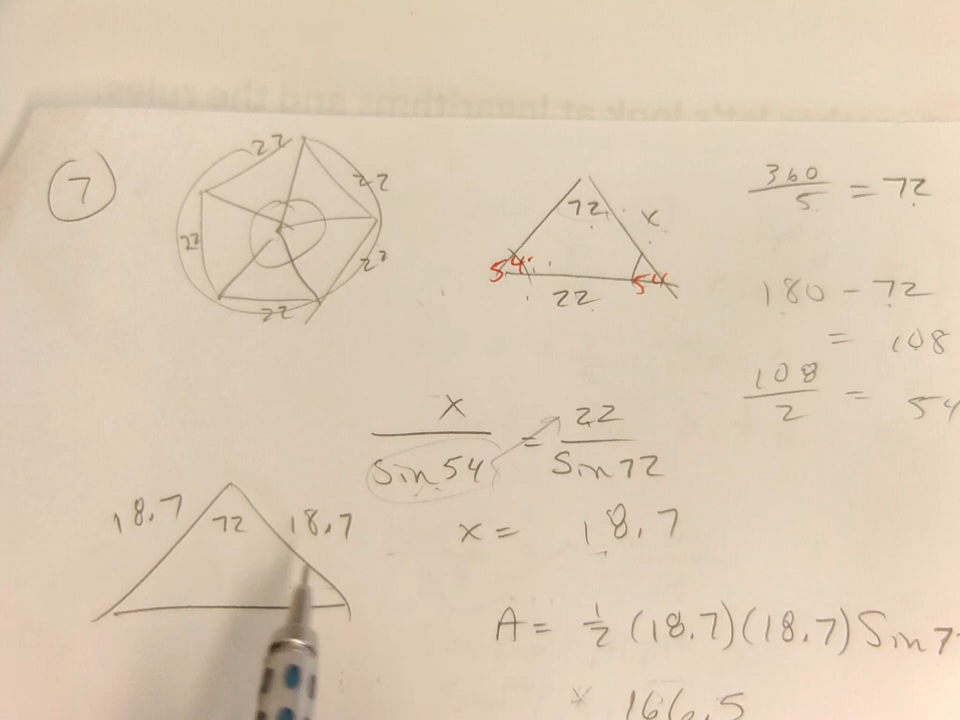 7
22
22
22
22
22
72
x
54
54
22
360/5 = 72
180 - 72
= 108
108/2 = 54
x/Sin 54 = 22/Sin 72
x = 18.7
18.7
72
18.7
A = 1/2 (18.7)(18.7) Sin 7
166.5